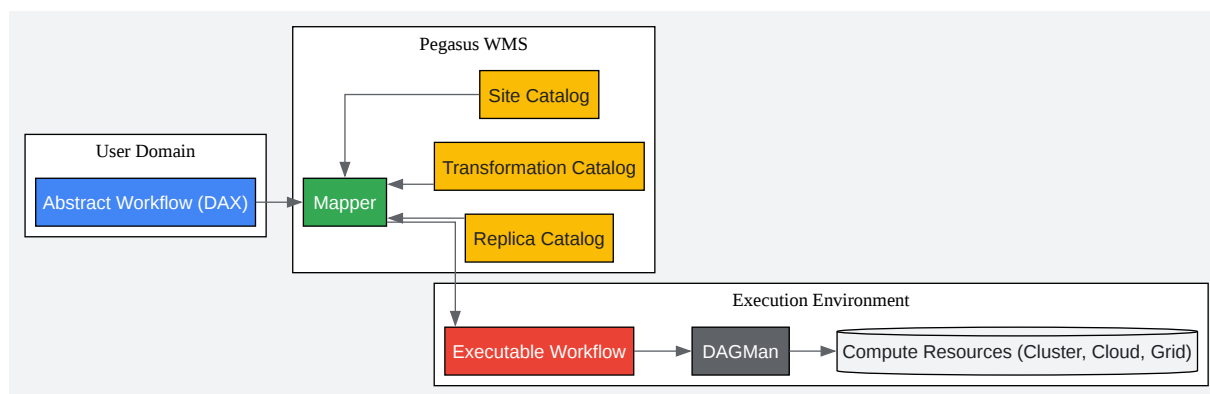 Pegasus WMS
Site Catalog
User Domain
Transformation Catalog
Abstract Workflow (DAX)
Mapper
Replica Catalog
Execution Environment
Executable Workflow
DAGMan
Compute Resources (Cluster, Cloud, Grid)